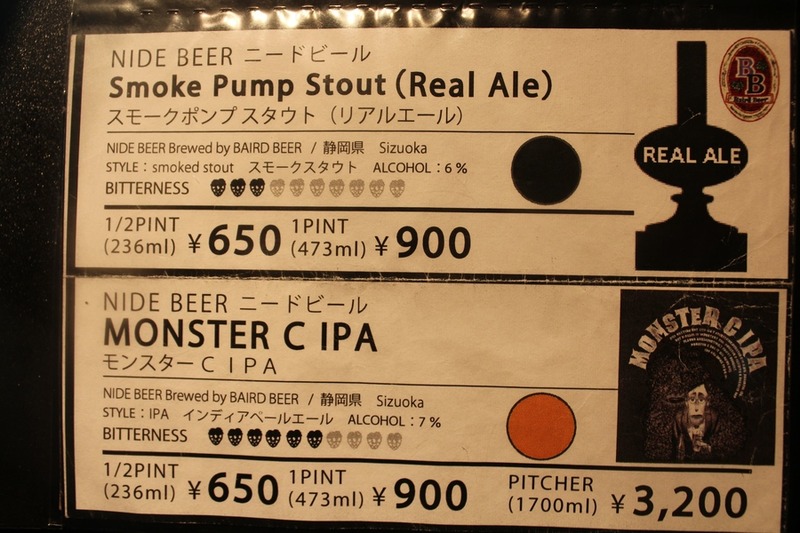 NIDE BEER ニードビール
Smoke Pump Stout (Real Ale)
スモークポンプ スタウト （リアルエール）
NIDE BEER Brewed by BAIRD BEER / 静岡県 Sizuoka
STYLE：smoked stout スモークスタウト ALCOHOL：6 %
BITTERNESS
1/2PINT
(236ml) ¥650
1PINT
(473ml) ¥900
REAL ALE
BB
NIDE BEER ニードビール
MONSTER C IPA
モンスターＣＩＰＡ
NIDE BEER Brewed by BAIRD BEER / 静岡県 Sizuoka
STYLE：IPA インディアペールエール ALCOHOL：7 %
BITTERNESS
1/2PINT
(236ml) ¥650
1PINT
(473ml) ¥900
PITCHER
(1700ml) ¥3,200
MONSTER C IPA